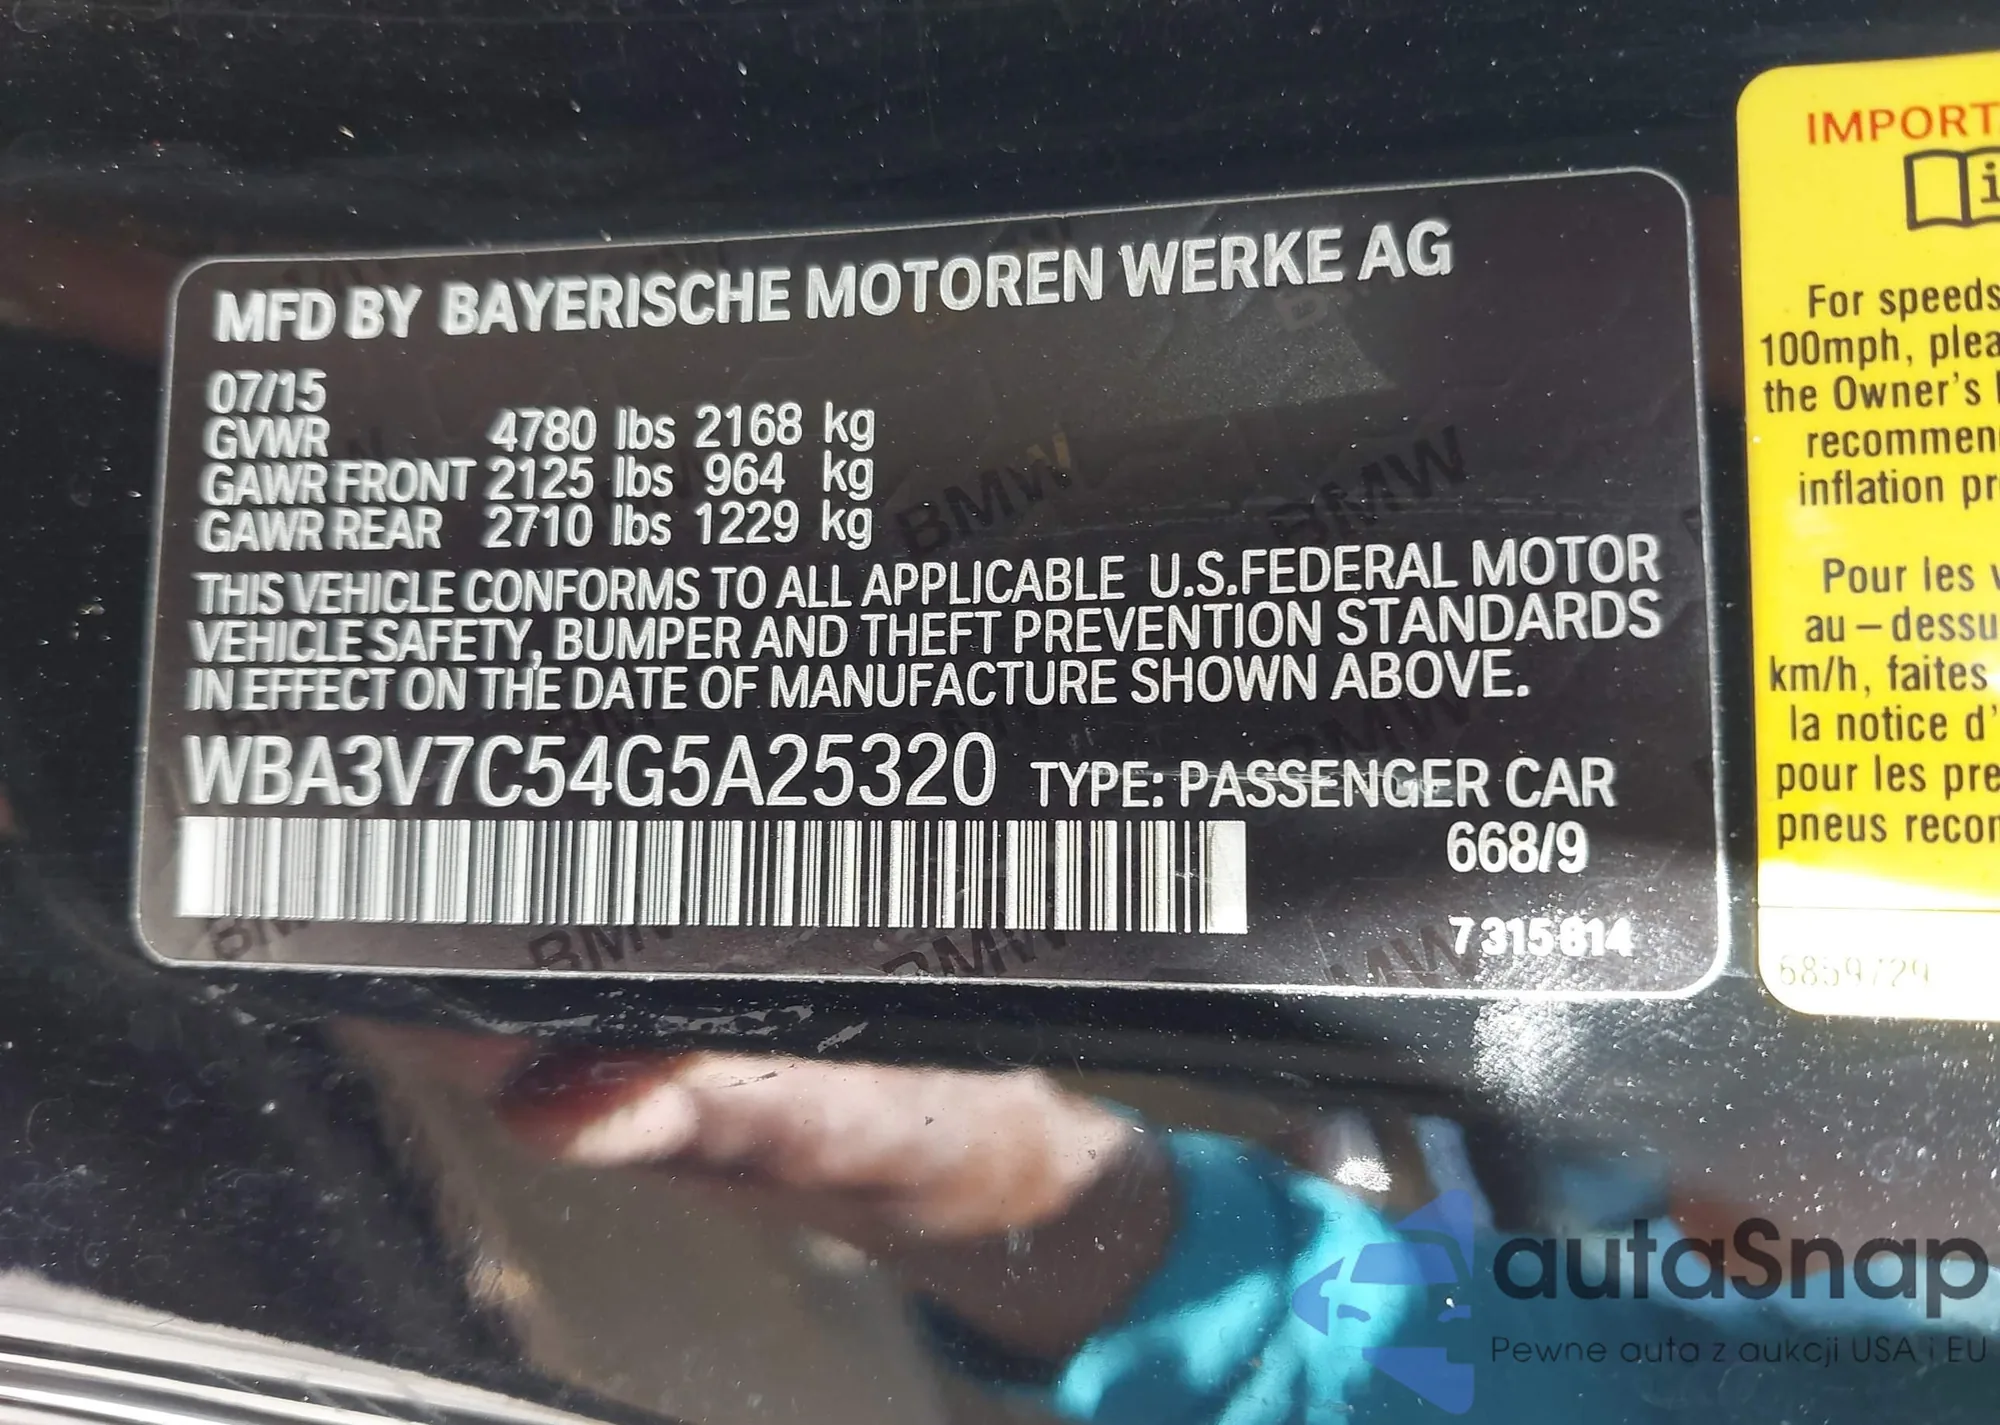 MFD BY BAYERISCHE MOTOREN WERKE AG
07/15
GVWR 4780 lbs 2168 kg
GAWR FRONT 2125 lbs 964 kg
GAWR REAR 2710 lbs 1229 kg
THIS VEHICLE CONFORMS TO ALL APPLICABLE U.S.FEDERAL MOTOR
VEHICLE SAFETY, BUMPER AND THEFT PREVENTION STANDARDS
IN EFFECT ON THE DATE OF MANUFACTURE SHOWN ABOVE.
WBA3V7C54G5A25320 TYPE: PASSENGER CAR
668/9
7315614
IMPORT
i
For speeds
100mph, plea
the Owner's
recommen
inflation pr
Pour les v
au – dessu
km/h, faites
la notice d'
pour les pre
pneus recon
6859729
autaSnap
Pewne auta z aukcji USA i EU